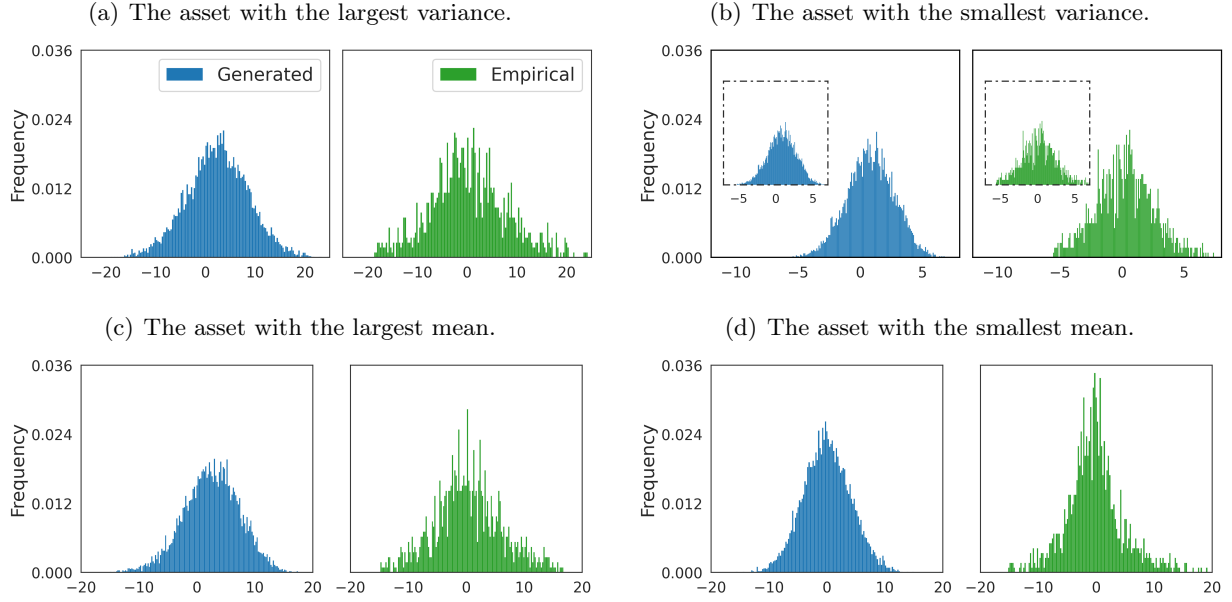 (a) The asset with the largest variance.
0.036
0.024
0.012
0.000
Frequency
Generated
−20 −10 0 10 20
Empirical
−20 −10 0 10 20
(b) The asset with the smallest variance.
0.036
0.024
0.012
0.000
Frequency
−5 0 5
−10 −5 0 5
−5 0 5
−10 −5 0 5
(c) The asset with the largest mean.
0.036
0.024
0.012
0.000
Frequency
−20 −10 0 10 20
−20 −10 0 10 20
(d) The asset with the smallest mean.
0.036
0.024
0.012
0.000
Frequency
−20 −10 0 10 20
−20 −10 0 10 20